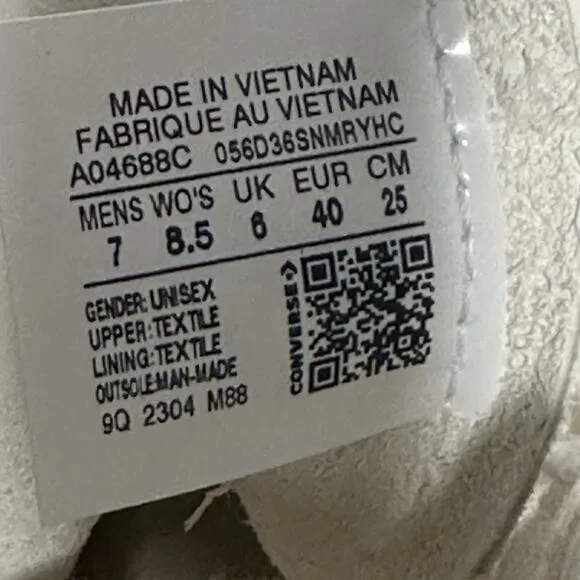 MADE IN VIETNAM
FABRIQUE AU VIETNAM
A04688C 056D36SNMRYHC
MENS WO'S UK EUR CM
7 8.5 6 40 25
GENDER: UNISEX
UPPER:TEXTILE
LINING:TEXTILE
OUTSOLE:MAN-MADE
9Q 2304 M88
CONVERSE